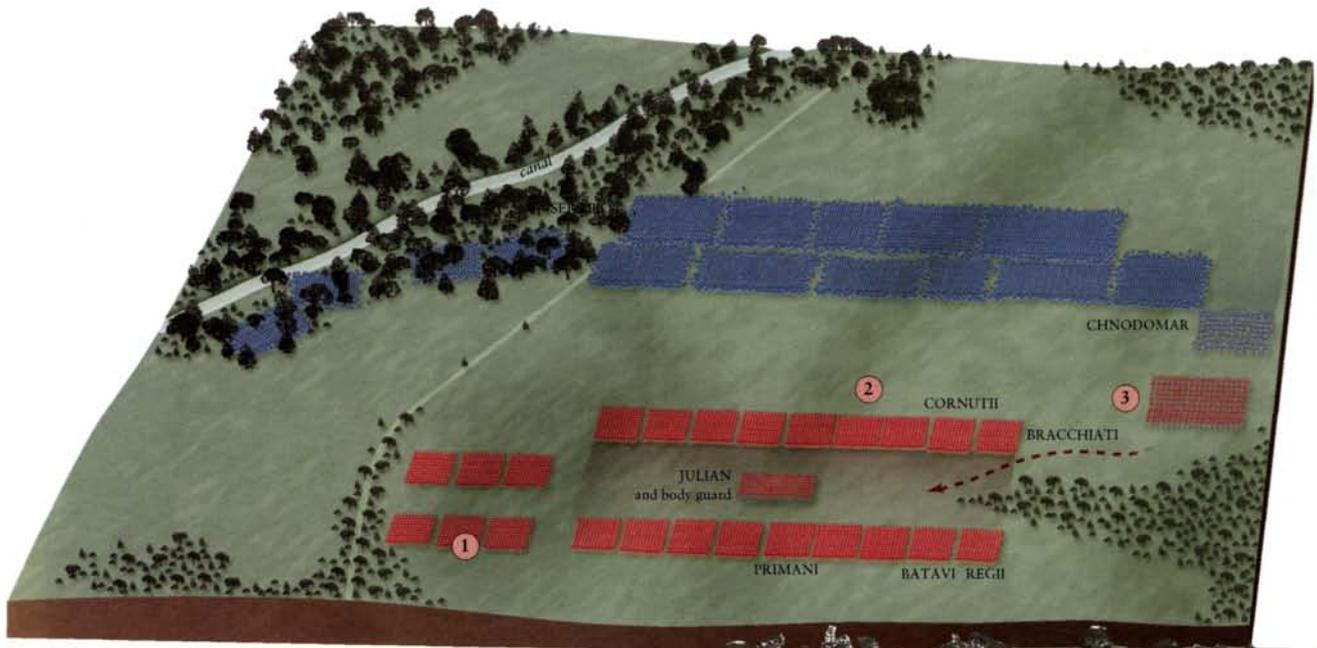 canal
CHNODOMAR
2
CORNUTII
3
BRACCHIATI
JULIAN
and body guard
1
PRIMANI
BATAVI REGII